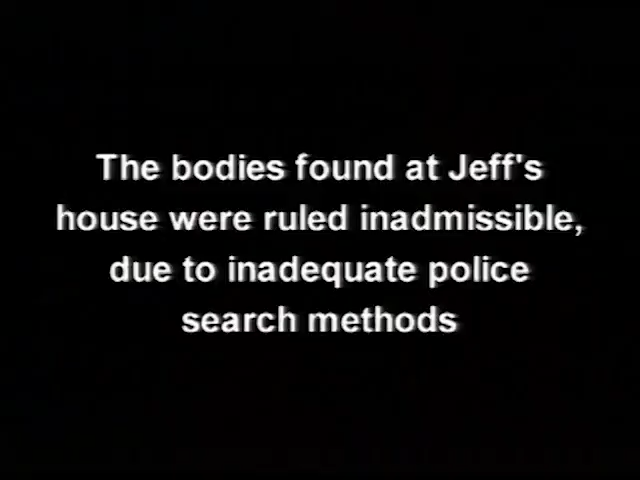 The bodies found at Jeff's
house were ruled inadmissible,
due to inadequate police
search methods